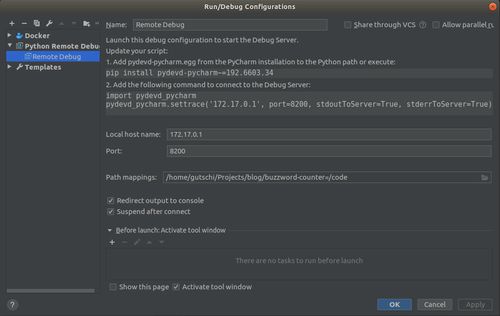 Run/Debug Configurations
Name: Remote Debug
Share through VCS
Allow parallel r
Docker
Python Remote Debu
Remote Debug
Templates
Launch this debug configuration to start the Debug Server.
Update your script:
1. Add pydevd-pycharm.egg from the PyCharm installation to the Python path or execute:
pip install pydevd-pycharm~=192.6603.34
2. Add the following command to connect to the Debug Server:
import pydevd_pycharm
pydevd_pycharm.settrace('172.17.0.1', port=8200, stdoutToServer=True, stderrToServer=True)
Local host name: 172.17.0.1
Port: 8200
Path mappings: /home/gutschi/Projects/blog/buzzword-counter=/code
Redirect output to console
Suspend after connect
Before launch: Activate tool window
There are no tasks to run before launch
Show this page
Activate tool window
?
OK
Cancel
Apply